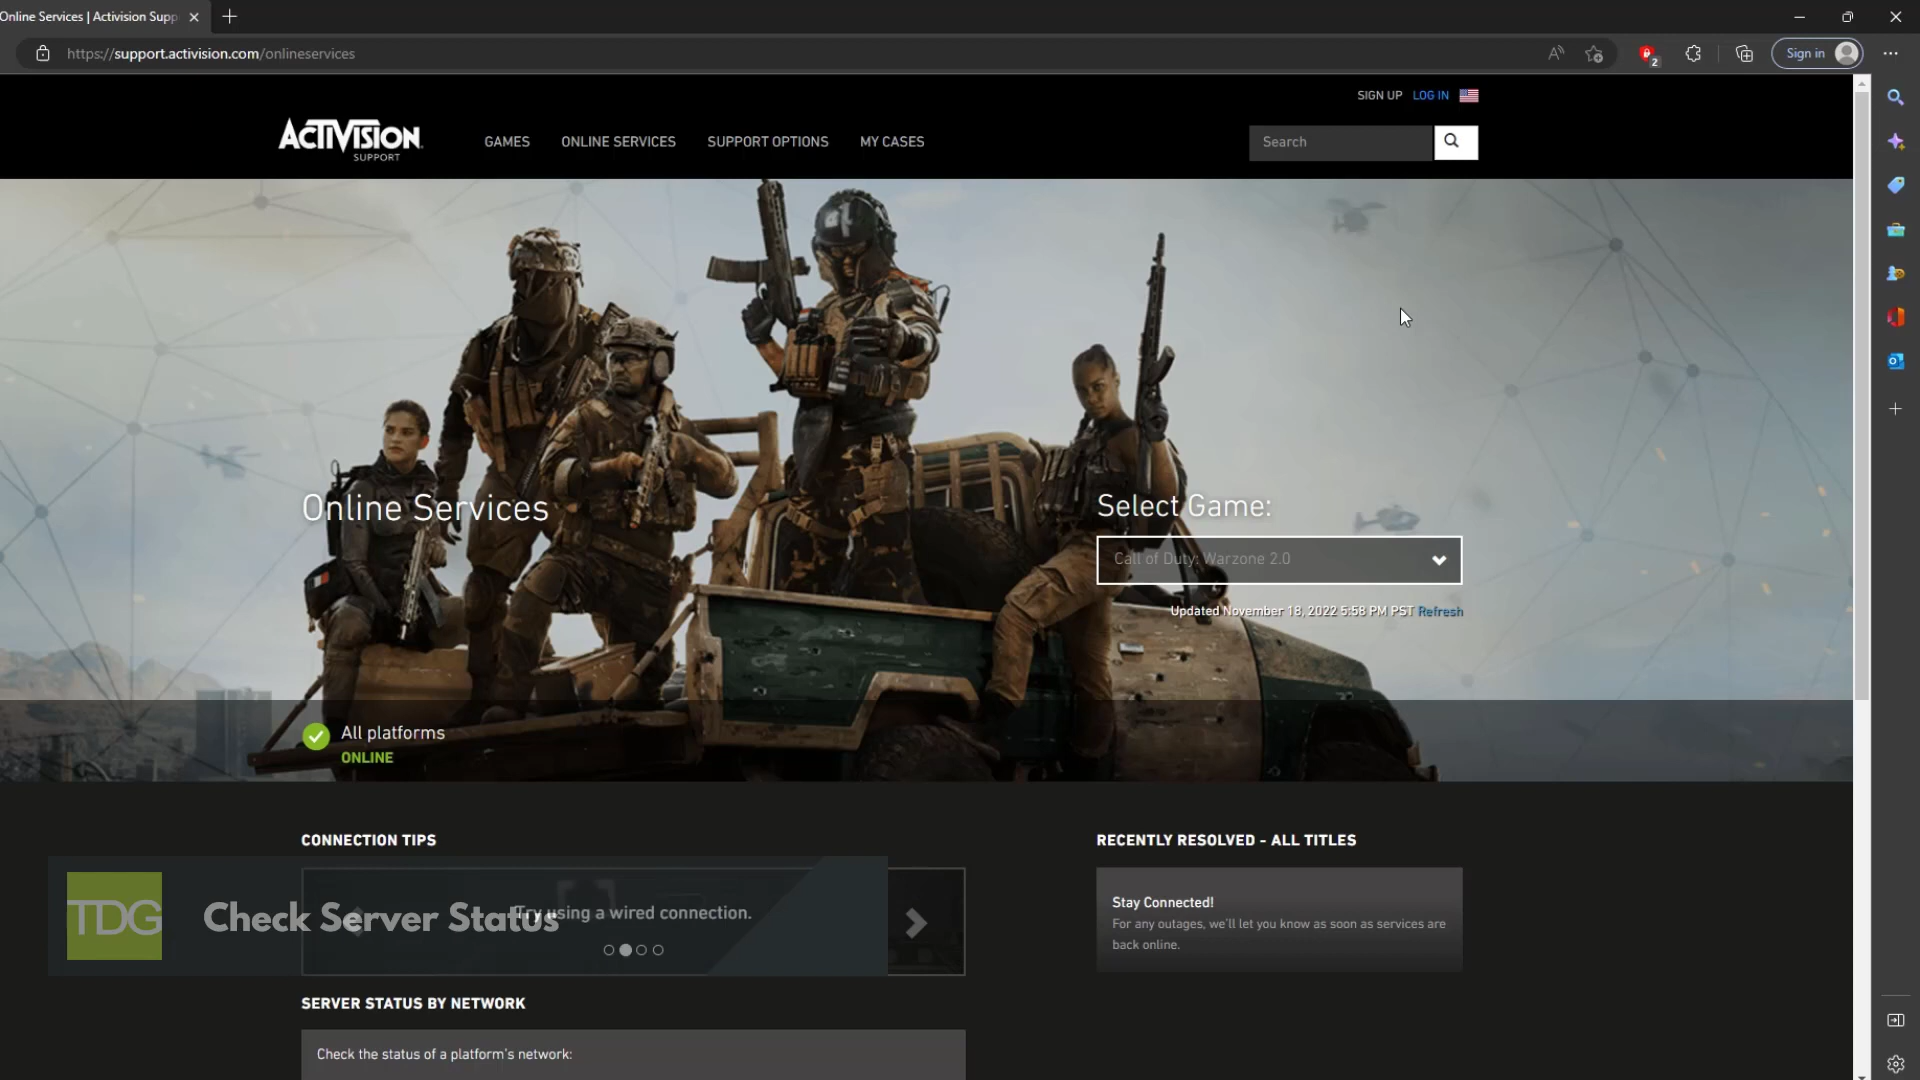 Online Services | Activision Supp
https://support.activision.com/onlineservices
2
Sign in
SIGN UP LOG IN
ACTIVISION
SUPPORT
GAMES ONLINE SERVICES SUPPORT OPTIONS MY CASES
Search
Online Services
Select Game:
Call of Duty: Warzone 2.0
Updated November 18, 2022 5:58 PM PST Refresh
All platforms
ONLINE
CONNECTION TIPS
Try using a wired connection.
TDG
Check Server Status
RECENTLY RESOLVED - ALL TITLES
Stay Connected!
For any outages, we'll let you know as soon as services are
back online.
SERVER STATUS BY NETWORK
Check the status of a platform's network: